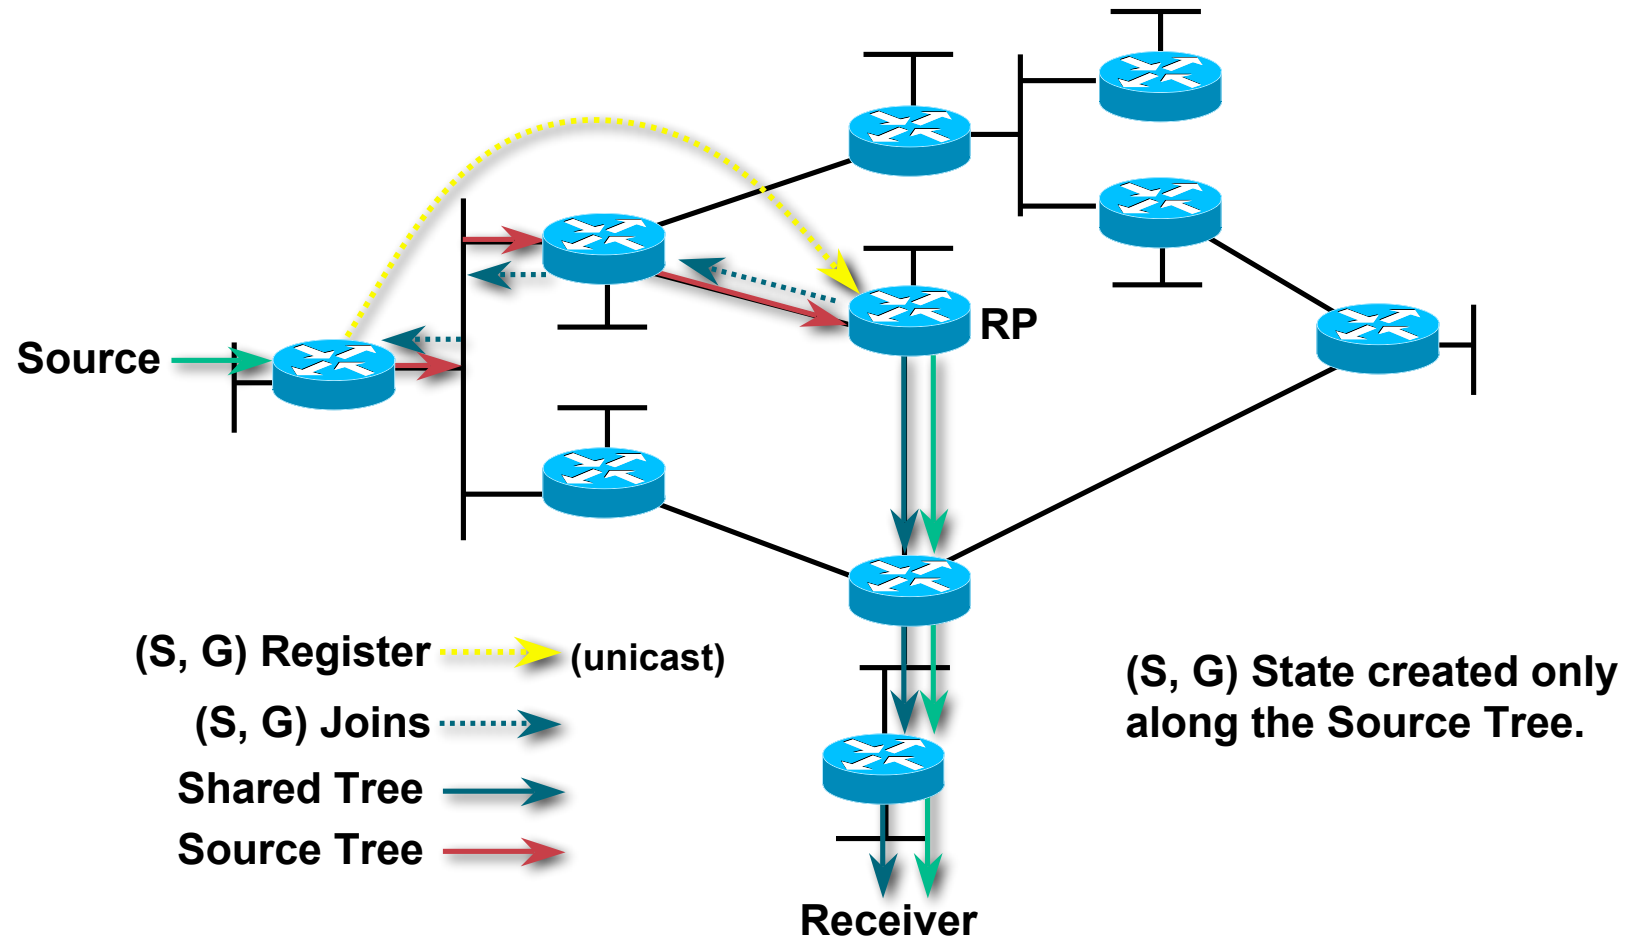 RP
Source
(S, G) Register
(unicast)
(S, G) Joins
Shared Tree
Source Tree
(S, G) State created only
along the Source Tree.
Receiver